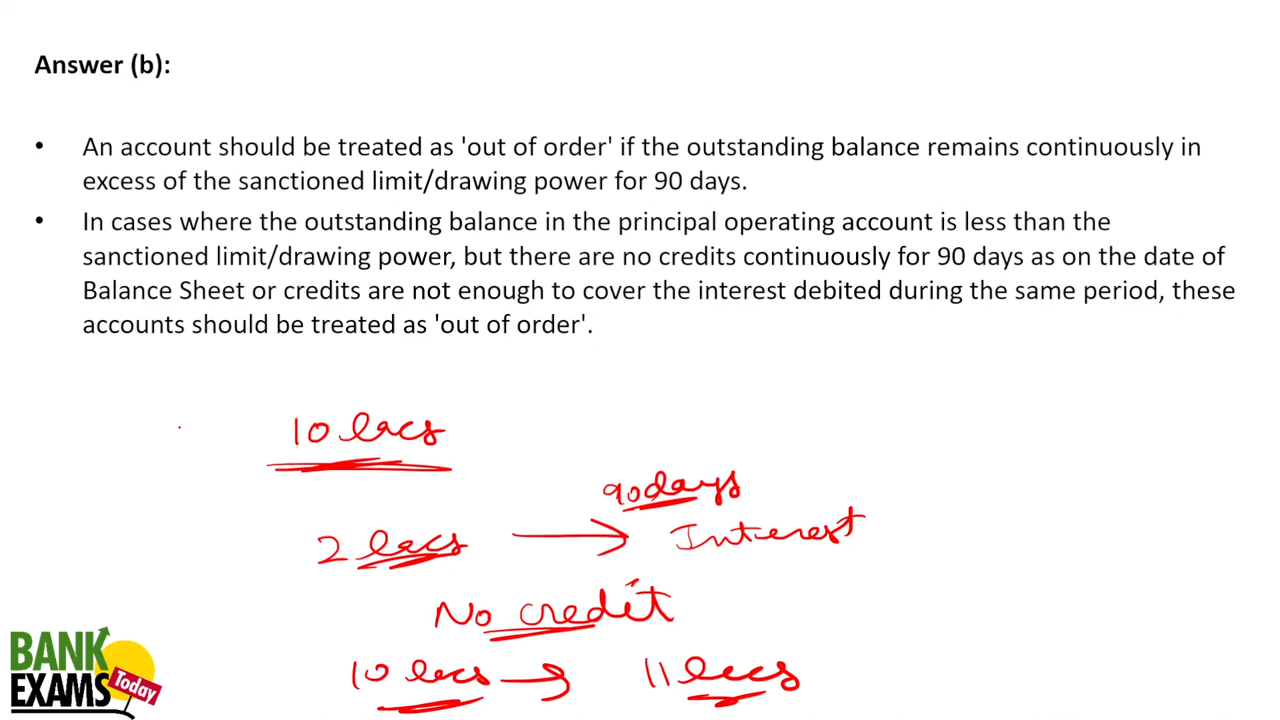 Answer (b):
• An account should be treated as 'out of order' if the outstanding balance remains continuously in
excess of the sanctioned limit/drawing power for 90 days.
• In cases where the outstanding balance in the principal operating account is less than the
sanctioned limit/drawing power, but there are no credits continuously for 90 days as on the date of
Balance Sheet or credits are not enough to cover the interest debited during the same period, these
accounts should be treated as 'out of order'.
10 lacs
90 days
2 lacs → Interest
No credit
10 lacs → 11 lacs
BANK
EXAMS Today